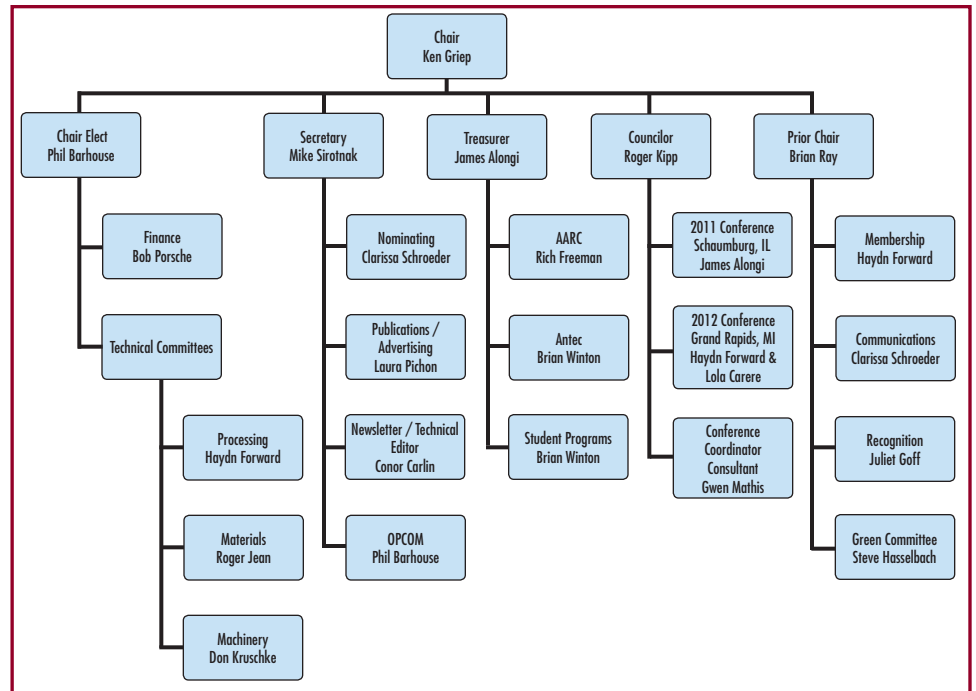 Chair
Ken Griep
Chair Elect
Phil Barhouse
Secretary
Mike Sirotnak
Treasurer
James Alongi
Councilor
Roger Kipp
Prior Chair
Brian Ray
Finance
Bob Porsche
Technical Committees
Processing
Haydn Forward
Materials
Roger Jean
Machinery
Don Kruschke
Nominating
Clarissa Schroeder
Publications /
Advertising
Laura Pichon
Newsletter / Technical
Editor
Conor Carlin
OPCOM
Phil Barhouse
AARC
Rich Freeman
Antec
Brian Winton
Student Programs
Brian Winton
2011 Conference
Schaumburg, IL
James Alongi
2012 Conference
Grand Rapids, MI
Haydn Forward &
Lola Carere
Conference
Coordinator
Consultant
Gwen Mathis
Membership
Haydn Forward
Communications
Clarissa Schroeder
Recognition
Juliet Goff
Green Committee
Steve Hasselbach